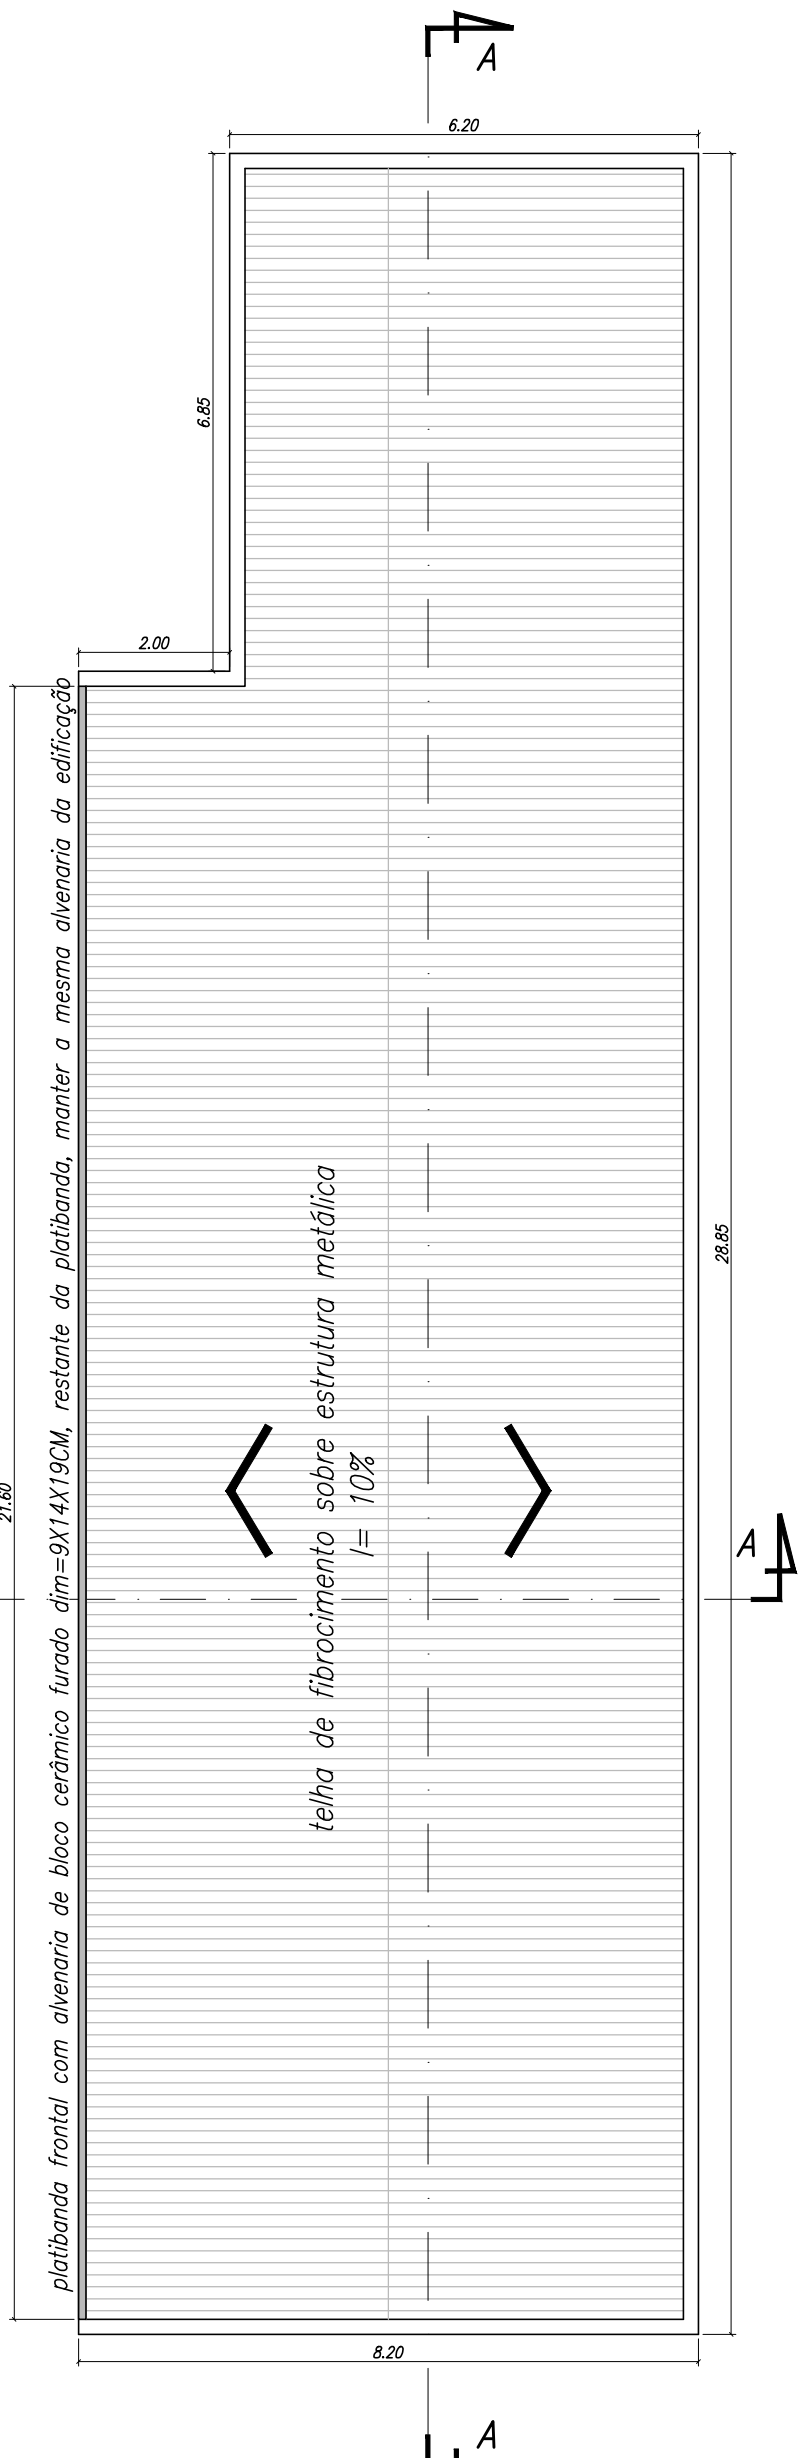 A
6.20
6.85
2.00
platibanda frontal com alvenaria de bloco cerâmico furado dim=9X14X19CM, restante da platibanda, manter a mesma alvenaria da edificação
telha de fibrocimento sobre estrutura metálica
I= 10%
28.85
21.60
A
8.20
A